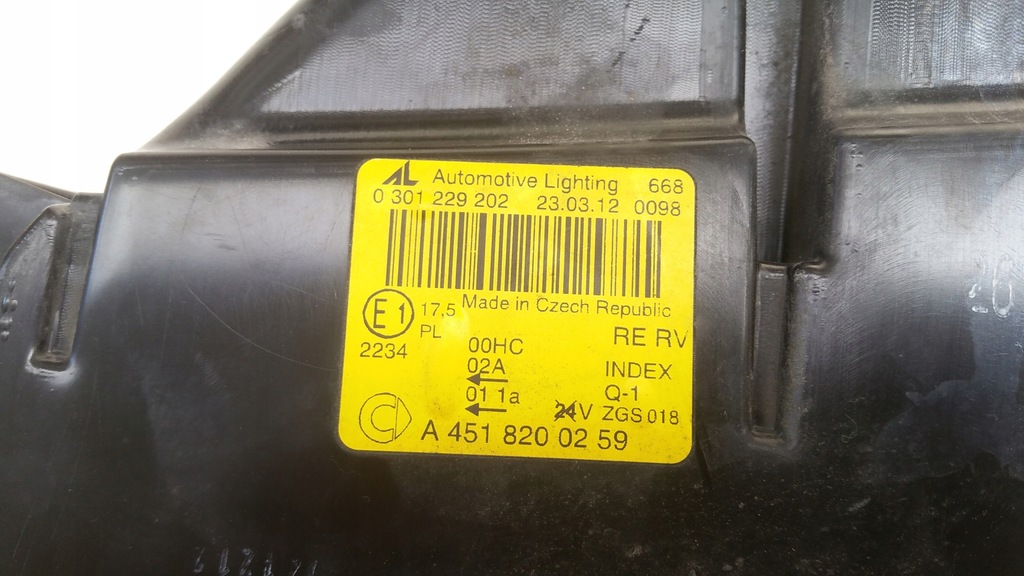 AL Automotive Lighting 668
0 301 229 202 23.03.12 0098
Made in Czech Republic
E1 17,5
PL
2234
00HC
02A
01 1a
RE RV
INDEX
Q-1
24V ZGS 018
A 451 820 02 59
10